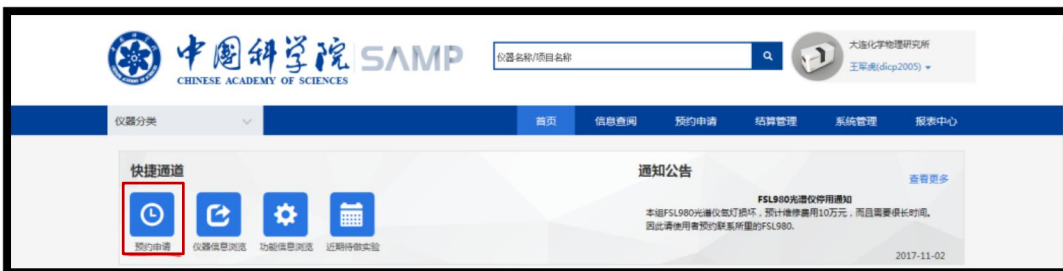 中国科学院 SAMP
CHINESE ACADEMY OF SCIENCES
仪器名称/项目名称
大连化学物理研究所
王军虎(dicp2005)
仪器分类
首页 信息查阅 预约申请 结算管理 系统管理 报表中心
快捷通道
预约申请 仪器信息浏览 功能信息浏览 近期待做实验
通知公告
查看更多
FSL980光谱仪停用通知
本组FSL980光谱仪氙灯损坏，预计维修费用10万元，而且需要很长时间。
因此请使用者预约联系所里的FSL980.
2017-11-02